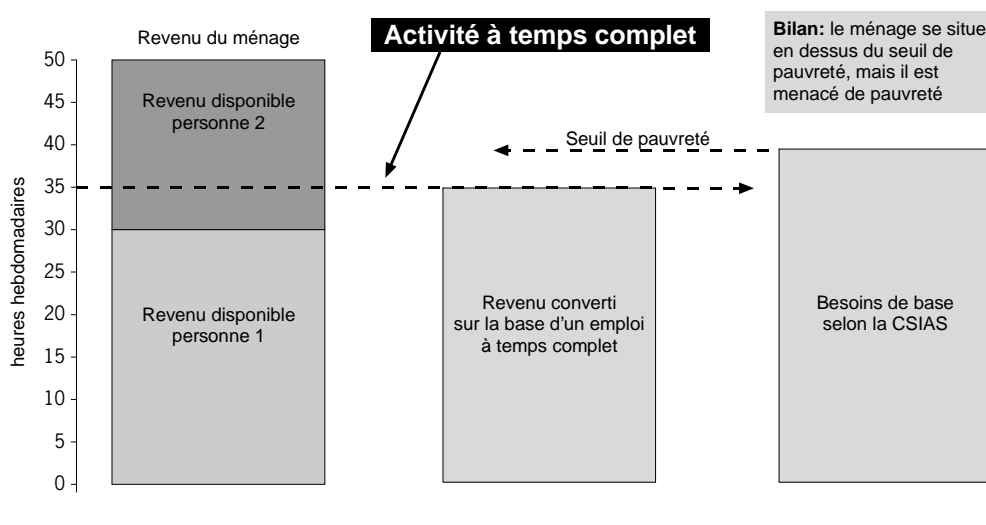 Revenu du ménage
Activité à temps complet
Bilan: le ménage se situe
en dessus du seuil de
pauvreté, mais il est
menacé de pauvreté
heures hebdomadaires
50
45
40
35
30
25
20
15
10
5
0
Revenu disponible
personne 2
Revenu disponible
personne 1
Seuil de pauvreté
Revenu converti
sur la base d'un emploi
à temps complet
Besoins de base
selon la CSIAS